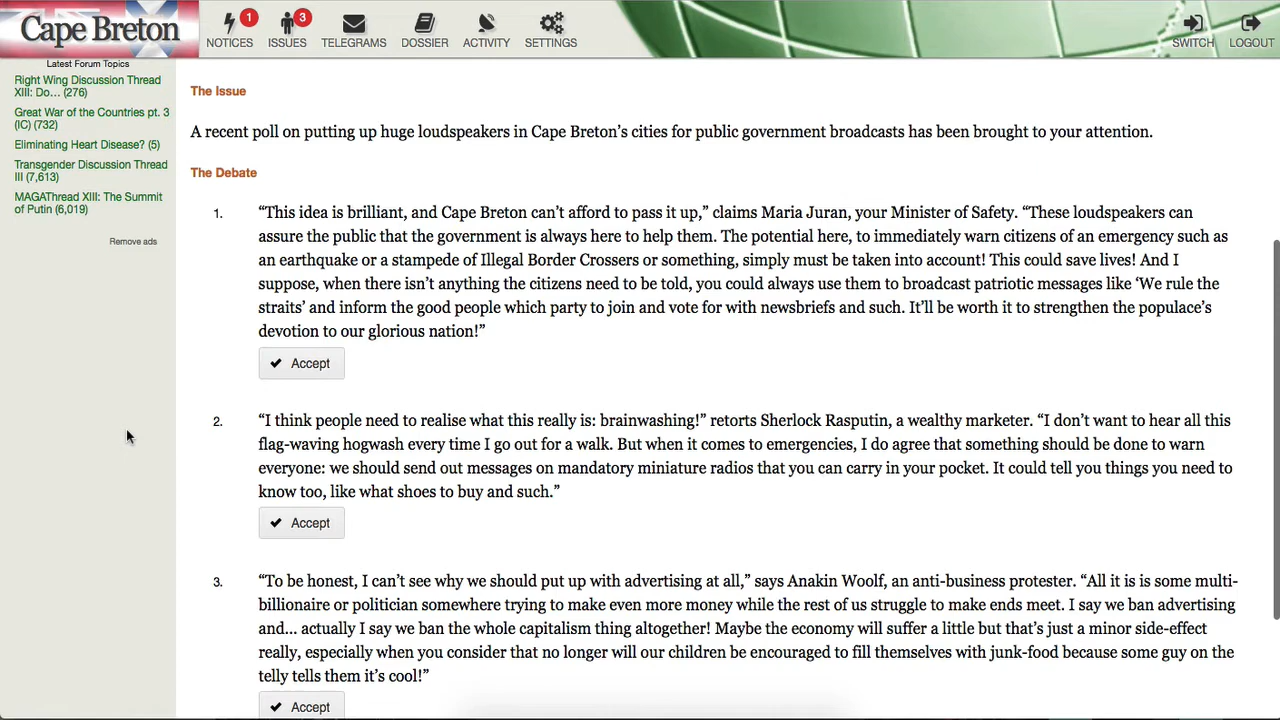 Cape Breton
1
3
NOTICES ISSUES TELEGRAMS DOSSIER ACTIVITY SETTINGS SWITCH LOGOUT
Latest Forum Topics
Right Wing Discussion Thread
XIII: Do... (276)
Great War of the Countries pt. 3
(IC) (732)
Eliminating Heart Disease? (5)
Transgender Discussion Thread
III (7,613)
MAGAThread XIII: The Summit
of Putin (6,019)
Remove ads
The Issue
A recent poll on putting up huge loudspeakers in Cape Breton’s cities for public government broadcasts has been brought to your attention.
The Debate
1. “This idea is brilliant, and Cape Breton can’t afford to pass it up,” claims Maria Juran, your Minister of Safety. “These loudspeakers can
assure the public that the government is always here to help them. The potential here, to immediately warn citizens of an emergency such as
an earthquake or a stampede of Illegal Border Crossers or something, simply must be taken into account! This could save lives! And I
suppose, when there isn’t anything the citizens need to be told, you could always use them to broadcast patriotic messages like ‘We rule the
straits’ and inform the good people which party to join and vote for with newsbriefs and such. It’ll be worth it to strengthen the populace’s
devotion to our glorious nation!”
Accept
2. “I think people need to realise what this really is: brainwashing!” retorts Sherlock Rasputin, a wealthy marketer. “I don’t want to hear all this
flag-waving hogwash every time I go out for a walk. But when it comes to emergencies, I do agree that something should be done to warn
everyone: we should send out messages on mandatory miniature radios that you can carry in your pocket. It could tell you things you need to
know too, like what shoes to buy and such.”
Accept
3. “To be honest, I can’t see why we should put up with advertising at all,” says Anakin Woolf, an anti-business protester. “All it is is some multi-
billionaire or politician somewhere trying to make even more money while the rest of us struggle to make ends meet. I say we ban advertising
and... actually I say we ban the whole capitalism thing altogether! Maybe the economy will suffer a little but that’s just a minor side-effect
really, especially when you consider that no longer will our children be encouraged to fill themselves with junk-food because some guy on the
telly tells them it’s cool!”
Accept